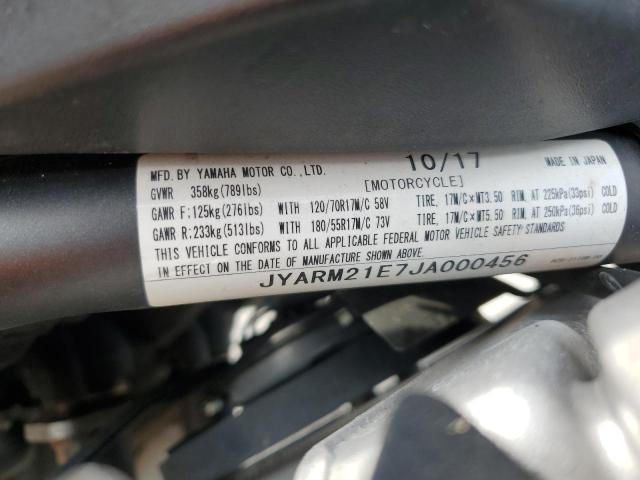 MFD. BY YAMAHA MOTOR CO., LTD. 10/17 MADE IN JAPAN
GVWR 358kg(789lbs) [MOTORCYCLE]
GAWR F:125kg(276lbs) WITH 120/70R17M/C 58V TIRE, 17M/C×MT3.50 RIM, AT 225kPa(33psi) COLD
GAWR R:233kg(513lbs) WITH 180/55R17M/C 73V TIRE, 17M/C×MT5.50 RIM, AT 250kPa(36psi) COLD
THIS VEHICLE CONFORMS TO ALL APPLICABLE FEDERAL MOTOR VEHICLE SAFETY STANDARDS
IN EFFECT ON THE DATE OF MANUFACTURE SHOWN ABOVE.
JYARM21E7JA000456